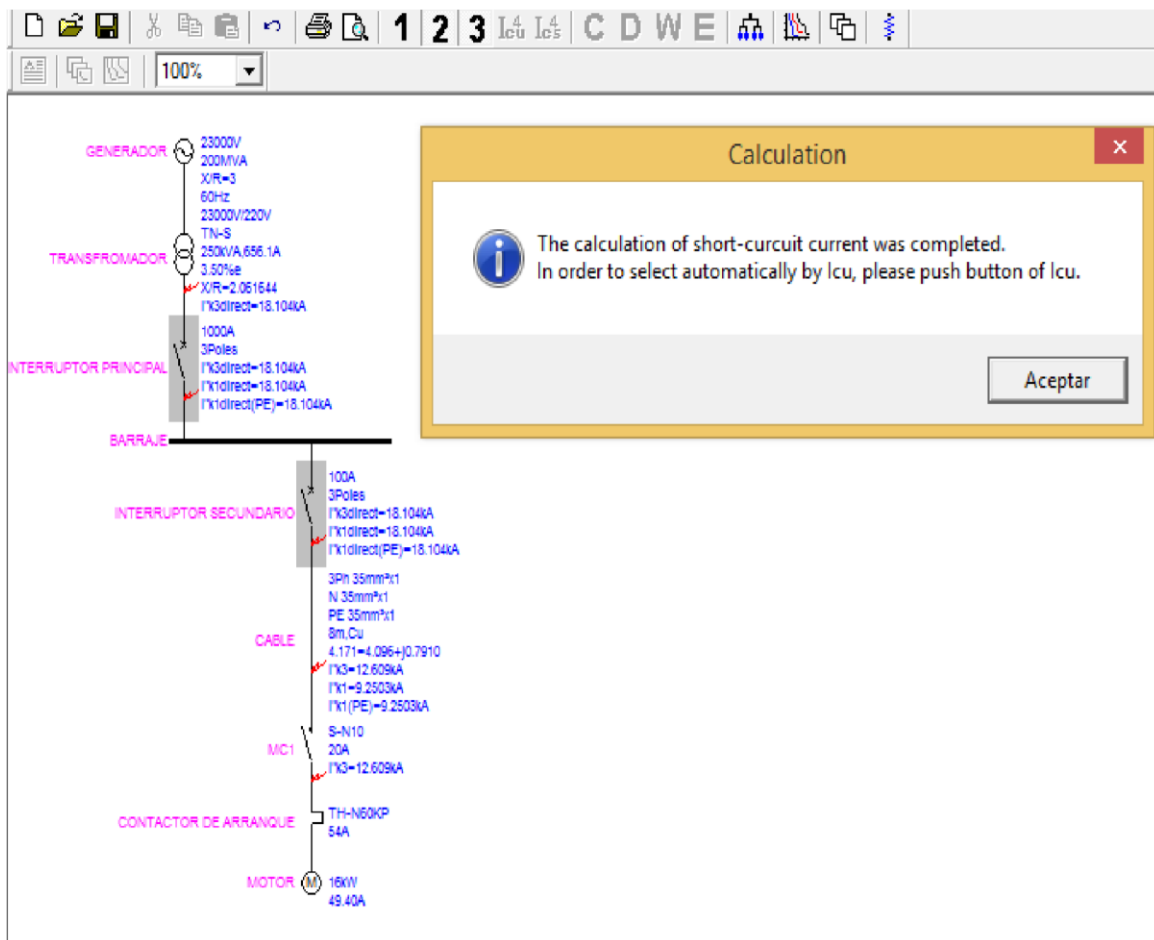 1 2 3 Icu Ics C D W E
100%
GENERADOR
23000V
200MVA
X/R=3
60Hz
23000V/220V
TN-S
TRANSFROMADOR
250kVA,656.1A
3.50%e
X/R=2.061644
I"k3direct=18.104kA
1000A
3Poles
INTERRUPTOR PRINCIPAL
I"k3direct=18.104kA
I"k1direct=18.104kA
I"k1direct(PE)=18.104kA
BARRAJE
100A
3Poles
INTERRUPTOR SECUNDARIO
I"k3direct=18.104kA
I"k1direct=18.104kA
I"k1direct(PE)=18.104kA
3Ph 35mm²x1
N 35mm²x1
PE 35mm²x1
CABLE
8m,Cu
4.171=4.096+j0.7910
I"k3=12.609kA
I"k1=9.2503kA
I"k1(PE)=9.2503kA
MC1
S-N10
20A
I"k3=12.609kA
CONTACTOR DE ARRANQUE
TH-N60KP
54A
MOTOR
M
16kW
49.40A
Calculation
The calculation of short-curcuit current was completed.
In order to select automatically by Icu, please push button of Icu.
Aceptar